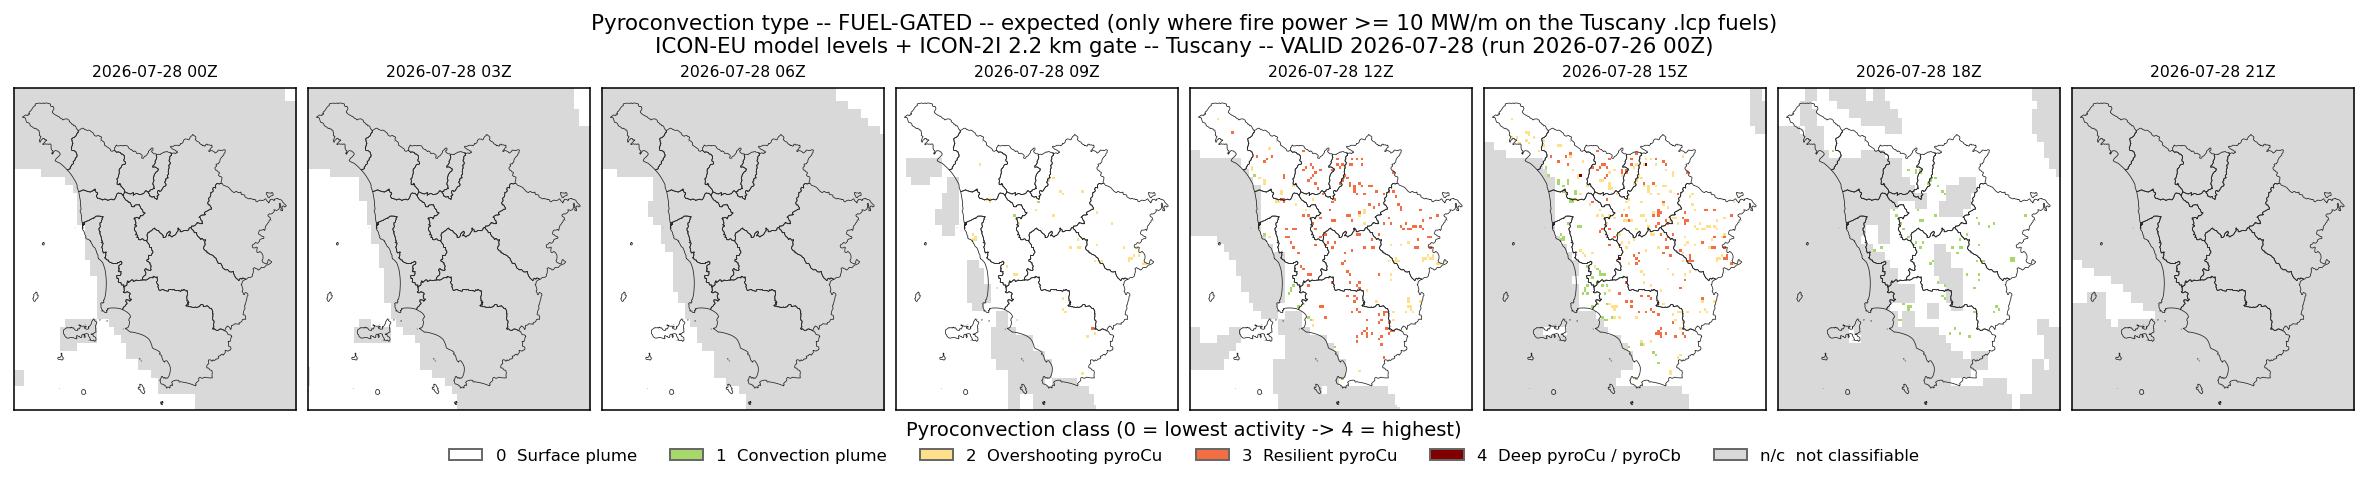 Pyroconvection type -- FUEL-GATED -- expected (only where fire power >= 10 MW/m on the Tuscany .lcp fuels)
ICON-EU model levels + ICON-2I 2.2 km gate -- Tuscany -- VALID 2026-07-28 (run 2026-07-26 00Z)
2026-07-28 00Z
2026-07-28 03Z
2026-07-28 06Z
2026-07-28 09Z
2026-07-28 12Z
2026-07-28 15Z
2026-07-28 18Z
2026-07-28 21Z
Pyroconvection class (0 = lowest activity -> 4 = highest)
0 Surface plume
1 Convection plume
2 Overshooting pyroCu
3 Resilient pyroCu
4 Deep pyroCu / pyroCb
n/c not classifiable